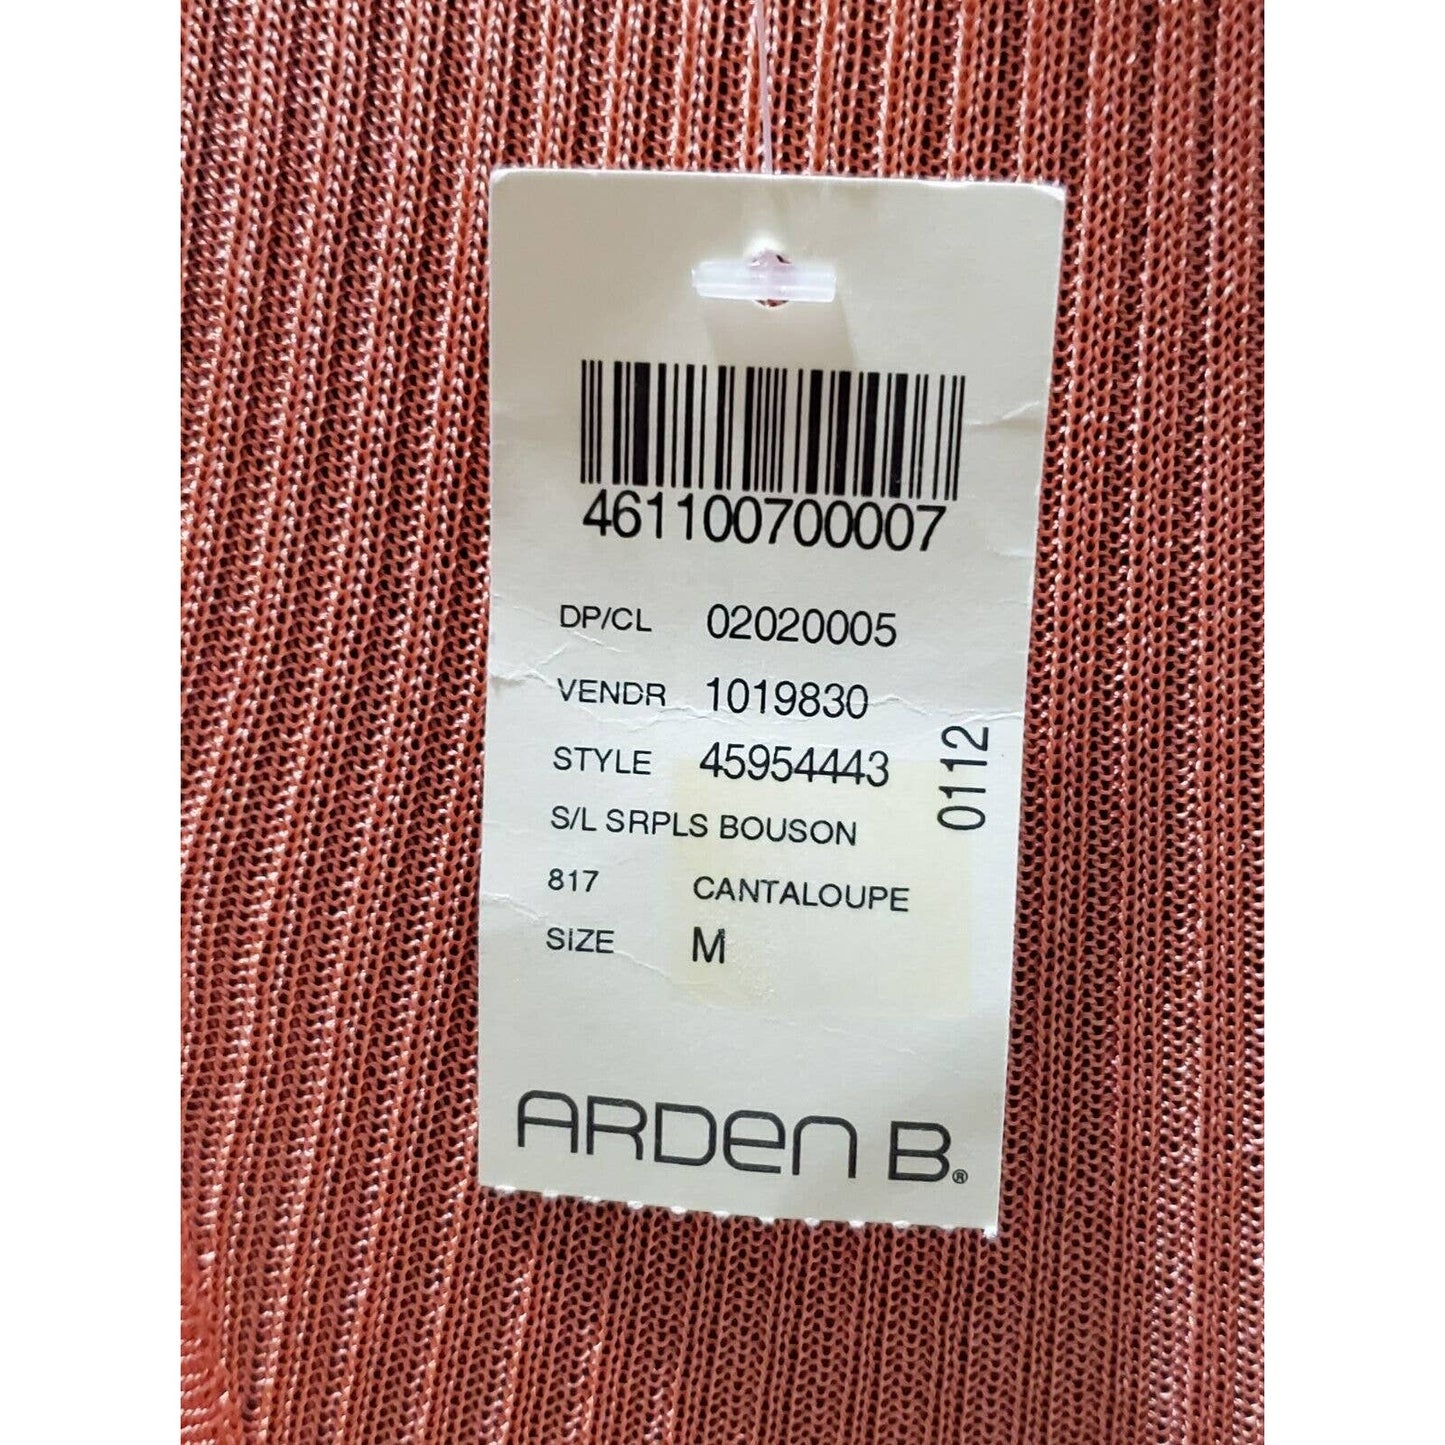 461100700007
DP/CL 02020005
VENDR 1019830
STYLE 45954443
0112
S/L SRPLS BOUSON
817 CANTALOUPE
SIZE M
ARDEN B.®